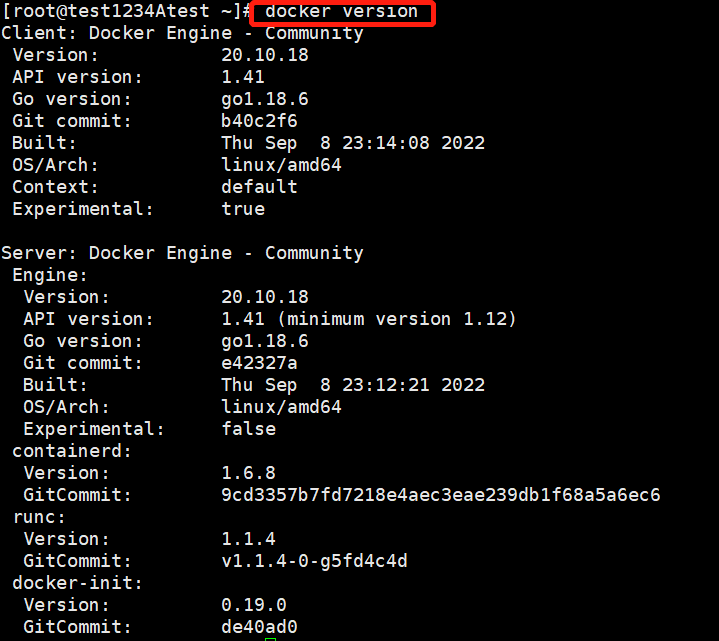 [root@test1234Atest ~]# docker version
Client: Docker Engine - Community
 Version:           20.10.18
 API version:       1.41
 Go version:        go1.18.6
 Git commit:        b40c2f6
 Built:             Thu Sep  8 23:14:08 2022
 OS/Arch:           linux/amd64
 Context:           default
 Experimental:      true

Server: Docker Engine - Community
 Engine:
  Version:          20.10.18
  API version:      1.41 (minimum version 1.12)
  Go version:       go1.18.6
  Git commit:       e42327a
  Built:            Thu Sep  8 23:12:21 2022
  OS/Arch:          linux/amd64
  Experimental:     false
 containerd:
  Version:          1.6.8
  GitCommit:        9cd3357b7fd7218e4aec3eae239db1f68a5a6ec6
 runc:
  Version:          1.1.4
  GitCommit:        v1.1.4-0-g5fd4c4d
 docker-init:
  Version:          0.19.0
  GitCommit:        de40ad0